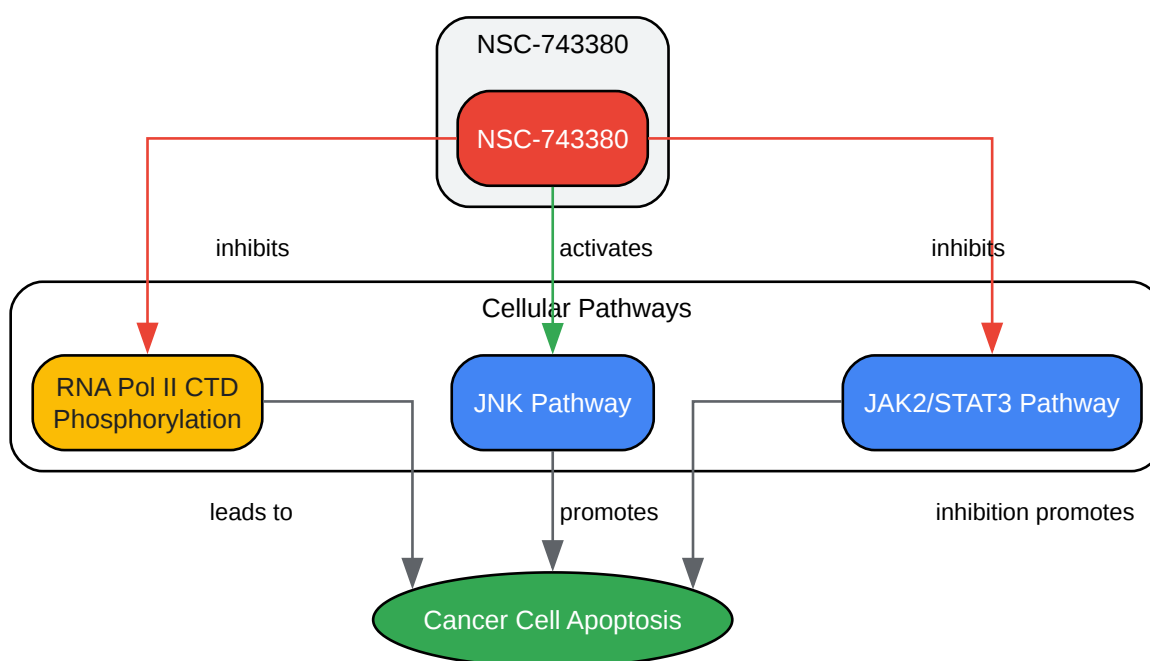 NSC-743380
NSC-743380
inhibits
activates
inhibits
Cellular Pathways
RNA Pol II CTD
Phosphorylation
JNK Pathway
JAK2/STAT3 Pathway
leads to
promotes
inhibition promotes
Cancer Cell Apoptosis